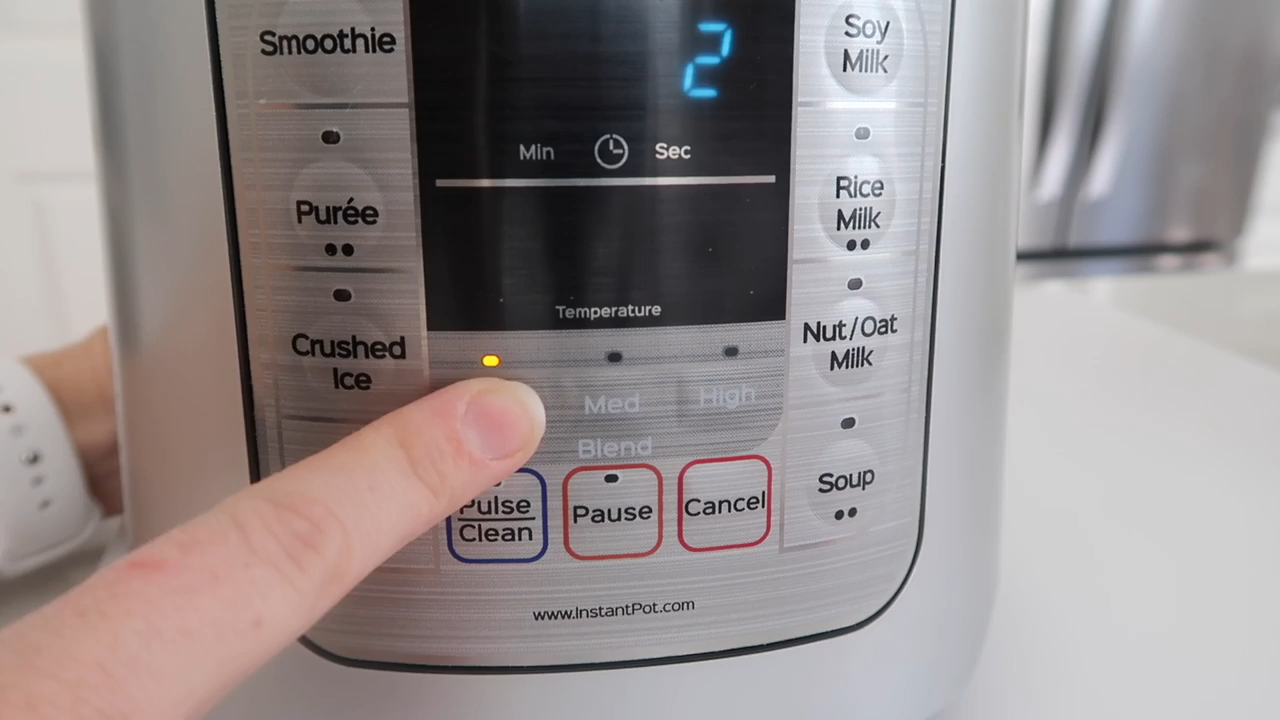 Smoothie
2
Soy
Milk
Min
Sec
Purée
Rice
Milk
Temperature
Crushed
Ice
Nut/Oat
Milk
Med
High
Blend
Soup
Pulse
Clean
Pause
Cancel
www.InstantPot.com